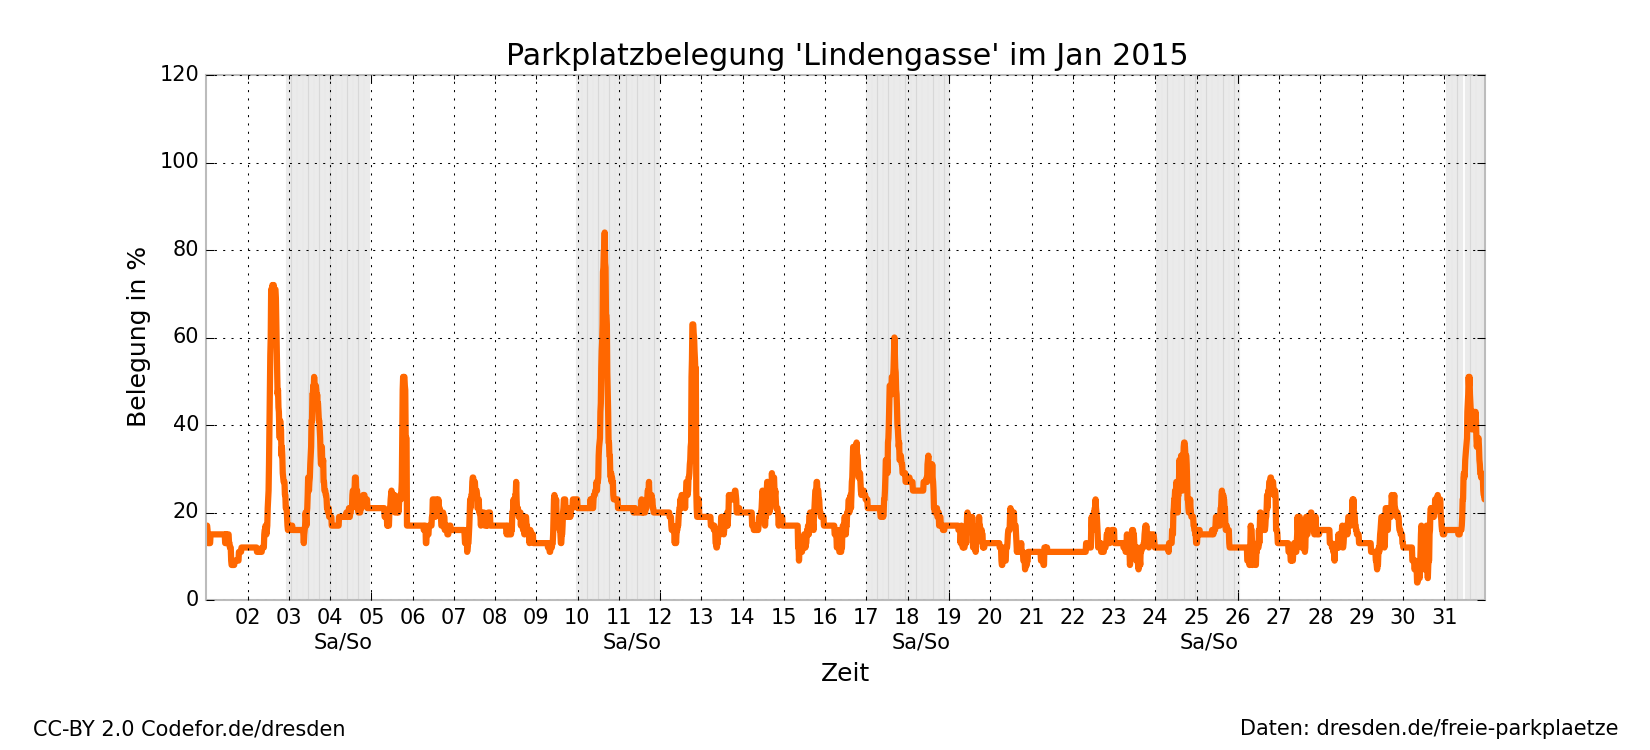 Parkplatzbelegung 'Lindengasse' im Jan 2015
120
100
80
60
40
20
0
Belegung in %
02 03 04 05 06 07 08 09 10 11 12 13 14 15 16 17 18 19 20 21 22 23 24 25 26 27 28 29 30 31
Sa/So Sa/So Sa/So Sa/So
Zeit
CC-BY 2.0 Codefor.de/dresden
Daten: dresden.de/freie-parkplaetze